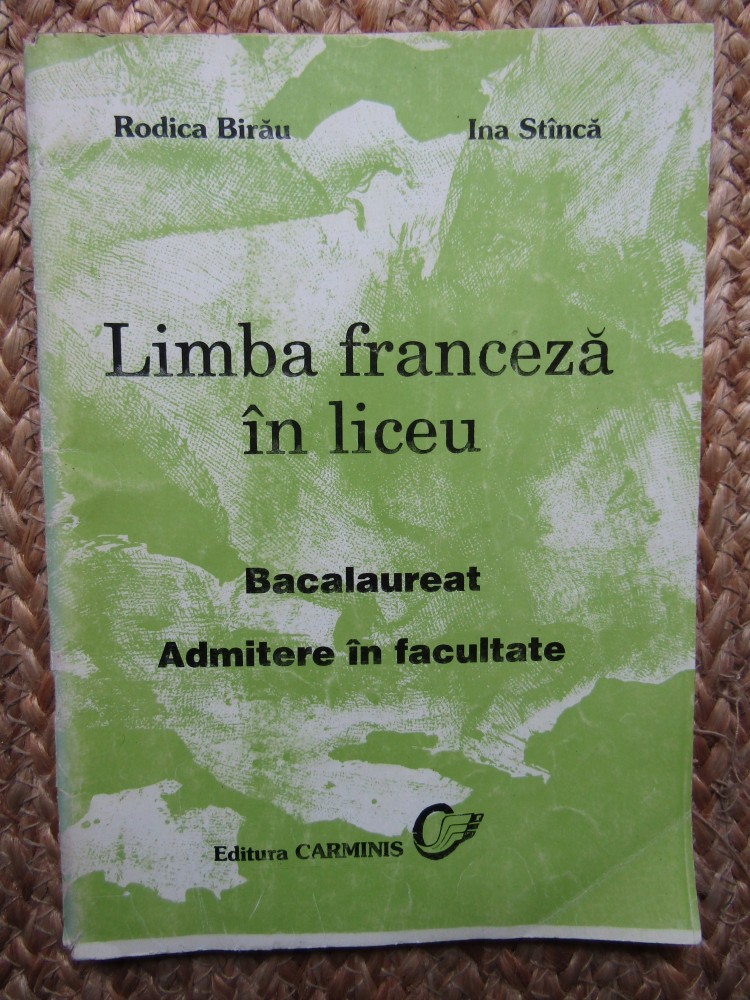 Rodica Birău Ina Stîncă
Limba franceză
în liceu
Bacalaureat
Admitere în facultate
Editura CARMINIS